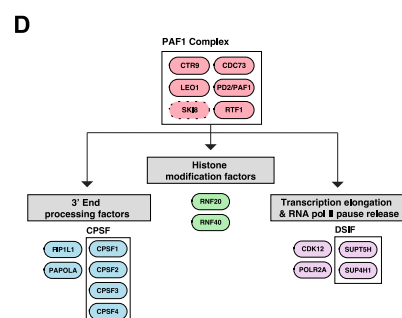 D
PAF1 Complex
CTR9 CDC73
LEO1 PD2/PAF1
SKI8 RTF1
Histone
modification factors
3' End
processing factors
Transcription elongation
& RNA pol II pause release
RNF20
RNF40
CPSF
FIP1L1 CPSF1
PAPOLA CPSF2
CPSF3
CPSF4
DSIF
CDK12 SUPT5H
POLR2A SUP4H1